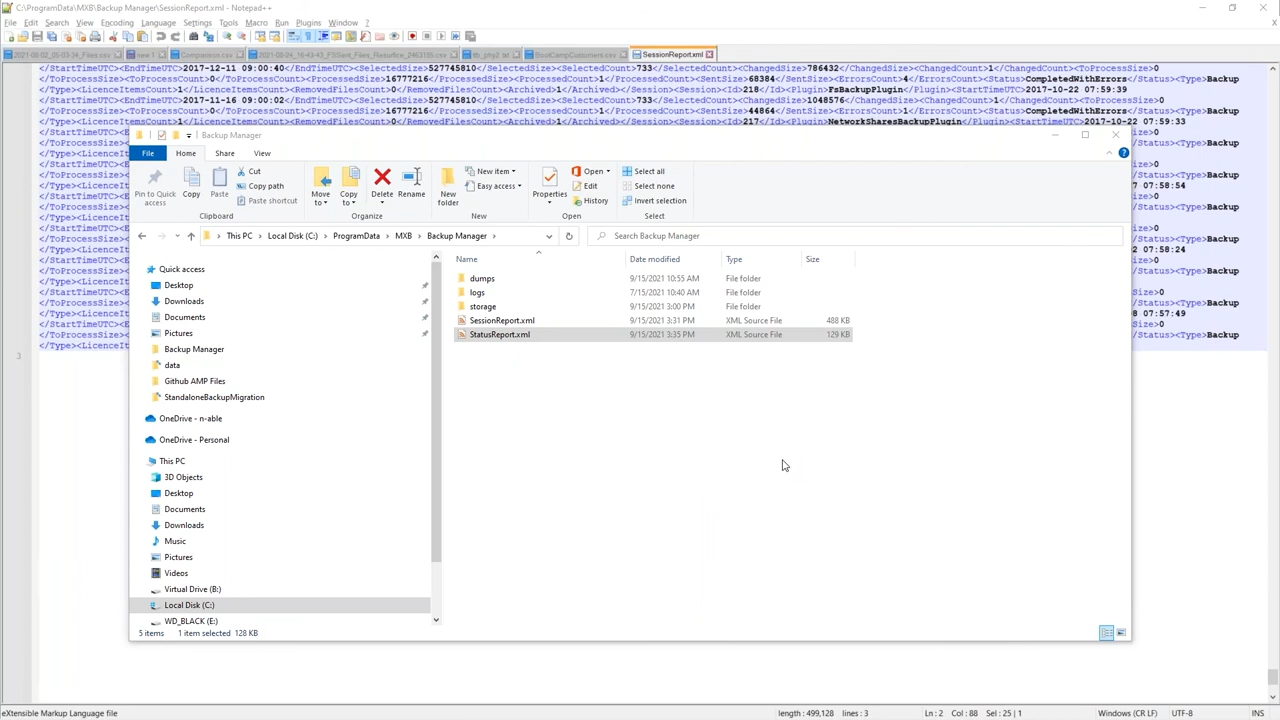 C:\ProgramData\MXB\Backup Manager\SessionReport.xml - Notepad++
File Edit Search View Encoding Language Settings Tools Macro Run Plugins Window ?
2021-08-02_05-03-34_Files.csv new 1 Comparison.csv tb_php2.txt BootCampCustomers.csv SessionReport.xml
</StartTimeUTC><EndTimeUTC>2017-12-11 09:00:40</EndTimeUTC><SelectedSize>527745810</SelectedSize><SelectedCount>733</SelectedCount><ChangedSize>786432</ChangedSize><ChangedCount>1</ChangedCount><ToProcessSize>0
</ToProcessSize><ToProcessCount>0</ToProcessCount><ProcessedSize>16777216</ProcessedSize><ProcessedCount>1</ProcessedCount><SentSize>68384</SentSize><ErrorsCount>4</ErrorsCount><Status>CompletedWithErrors</Status><Type>Backup
</Type><LicenceItemsCount>1</LicenceItemsCount><RemovedFilesCount>0</RemovedFilesCount><Archived>1</Archived></Session><Session><Id>218</Id><Plugin>FsBackupPlugin</Plugin><StartTimeUTC>2017-10-22 07:59:39
</StartTimeUTC><EndTimeUTC>2017-11-16 09:00:02</EndTimeUTC><SelectedSize>527745810</SelectedSize><SelectedCount>733</SelectedCount><ChangedSize>1048576</ChangedSize><ChangedCount>1</ChangedCount><ToProcessSize>0
</ToProcessSize><ToProcessCount>0</ToProcessCount><ProcessedSize>16777216</ProcessedSize><ProcessedCount>1</ProcessedCount><SentSize>44864</SentSize><ErrorsCount>1</ErrorsCount><Status>CompletedWithErrors</Status><Type>Backup
</Type><LicenceItemsCount>1</LicenceItemsCount><RemovedFilesCount>0</RemovedFilesCount><Archived>1</Archived></Session><Session><Id>217</Id><Plugin>NetworkSharesBackupPlugin</Plugin><StartTimeUTC>2017-10-22 07:59:33
Backup Manager
File Home Share View
Pin to Quick access
Copy
Paste
Cut
Copy path
Paste shortcut
Clipboard
Move to
Copy to
Delete
Rename
Organize
New folder
New item
Easy access
New
Properties
Open
Edit
History
Open
Select all
Select none
Invert selection
Select
This PC > Local Disk (C:) > ProgramData > MXB > Backup Manager >
Search Backup Manager
Name Date modified Type Size
dumps 9/15/2021 10:55 AM File folder
logs 7/15/2021 10:40 AM File folder
storage 9/15/2021 3:00 PM File folder
SessionReport.xml 9/15/2021 3:31 PM XML Source File 488 KB
StatusReport.xml 9/15/2021 3:35 PM XML Source File 129 KB
Quick access
Desktop
Downloads
Documents
Pictures
Backup Manager
data
Github AMP Files
StandaloneBackupMigration
OneDrive - n-able
OneDrive - Personal
This PC
3D Objects
Desktop
Documents
Downloads
Music
Pictures
Videos
Virtual Drive (B:)
Local Disk (C:)
WD_BLACK (E:)
5 items 1 item selected 128 KB
3
eXtensible Markup Language file length : 499,128 lines : 3 Ln : 2 Col : 88 Sel : 25 | 1 Windows (CR LF) UTF-8 INS